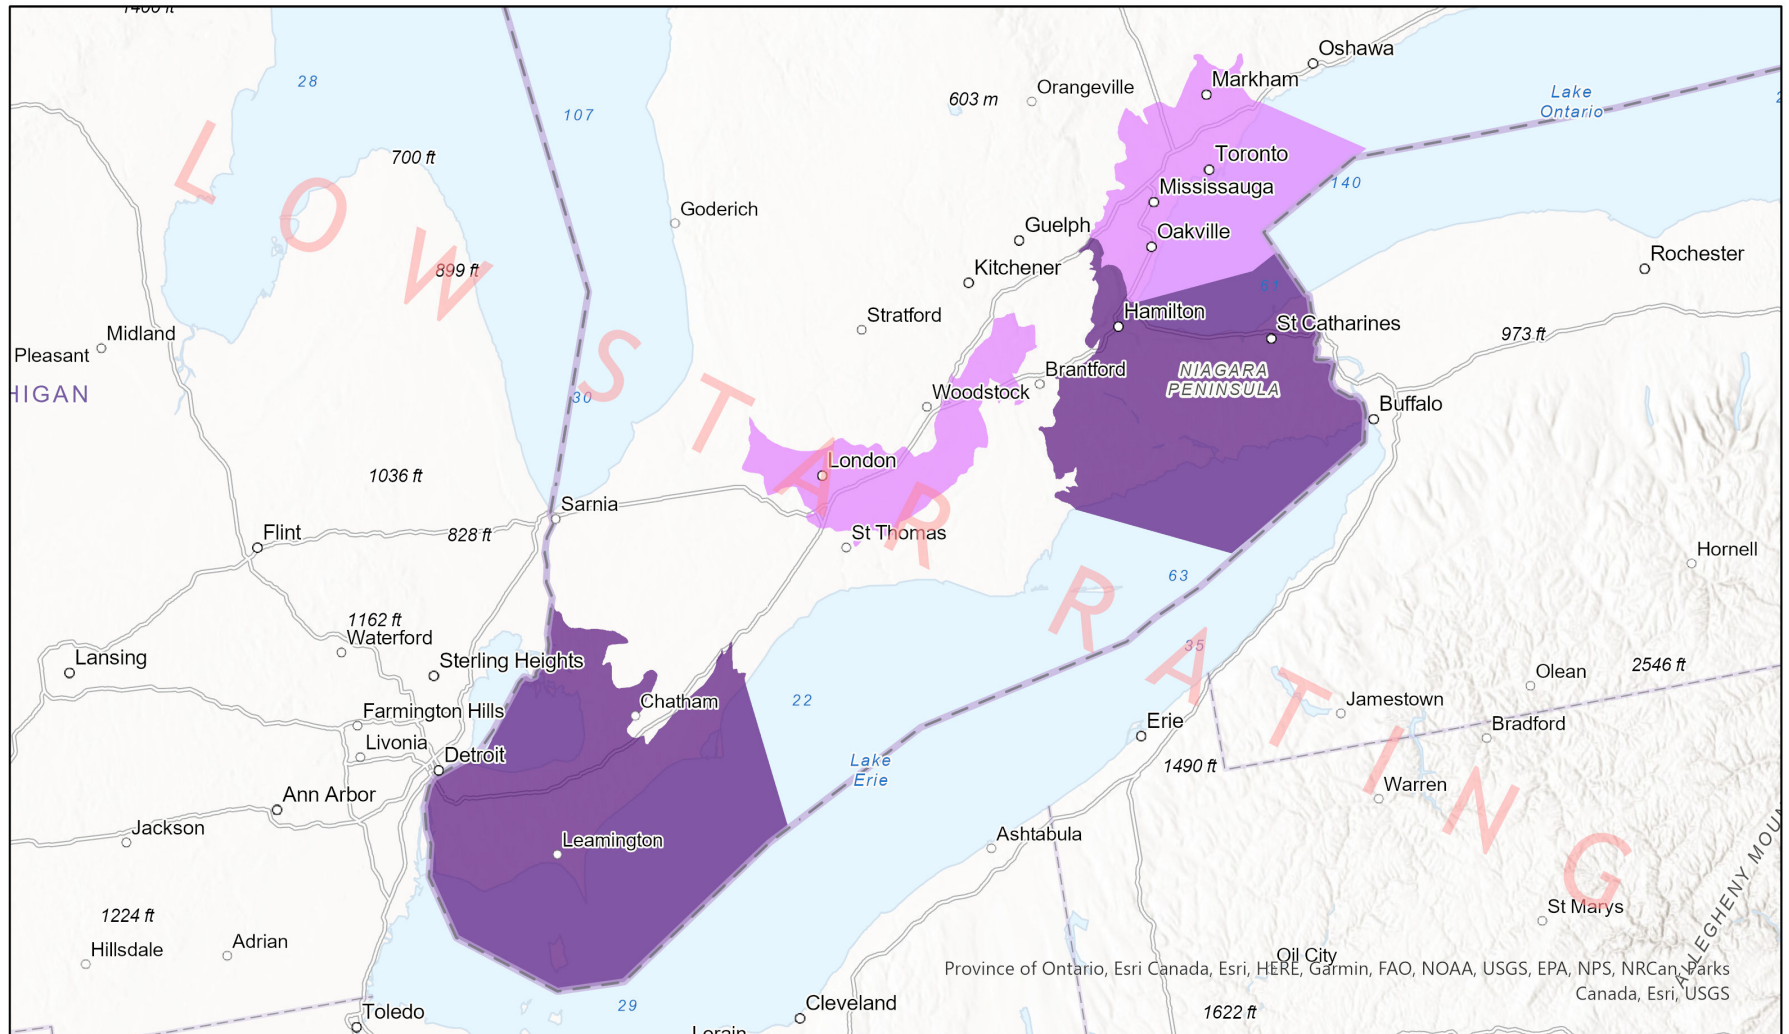 1400 ft
Oshawa
28
107
603 m
Orangeville
Markham
Lake
Ontario
700 ft
Toronto
140
Mississauga
Goderich
Guelph
Oakville
899 ft
Kitchener
Rochester
81
Hamilton
Stratford
St Catharines
973 ft
Midland
Pleasant
HIGAN
30
Woodstock
Brantford
NIAGARA
PENINSULA
Buffalo
London
1036 ft
Sarnia
St Thomas
Flint
828 ft
Hornell
63
1162 ft
Waterford
35
Lansing
Sterling Heights
Olean
2546 ft
Chatham
22
Jamestown
Farmington Hills
Erie
Bradford
Livonia
Detroit
Lake
Erie
1490 ft
Warren
Ann Arbor
Jackson
Leamington
Ashtabula
1224 ft
St Marys
Hillsdale
Adrian
ALLEGHENY MOUN
Oil City
29
Cleveland
Toledo
1622 ft
Lorain
LOW STAR RATING
Province of Ontario, Esri Canada, Esri, HERE, Garmin, FAO, NOAA, USGS, EPA, NPS, NRCan, Parks
Canada, Esri, USGS